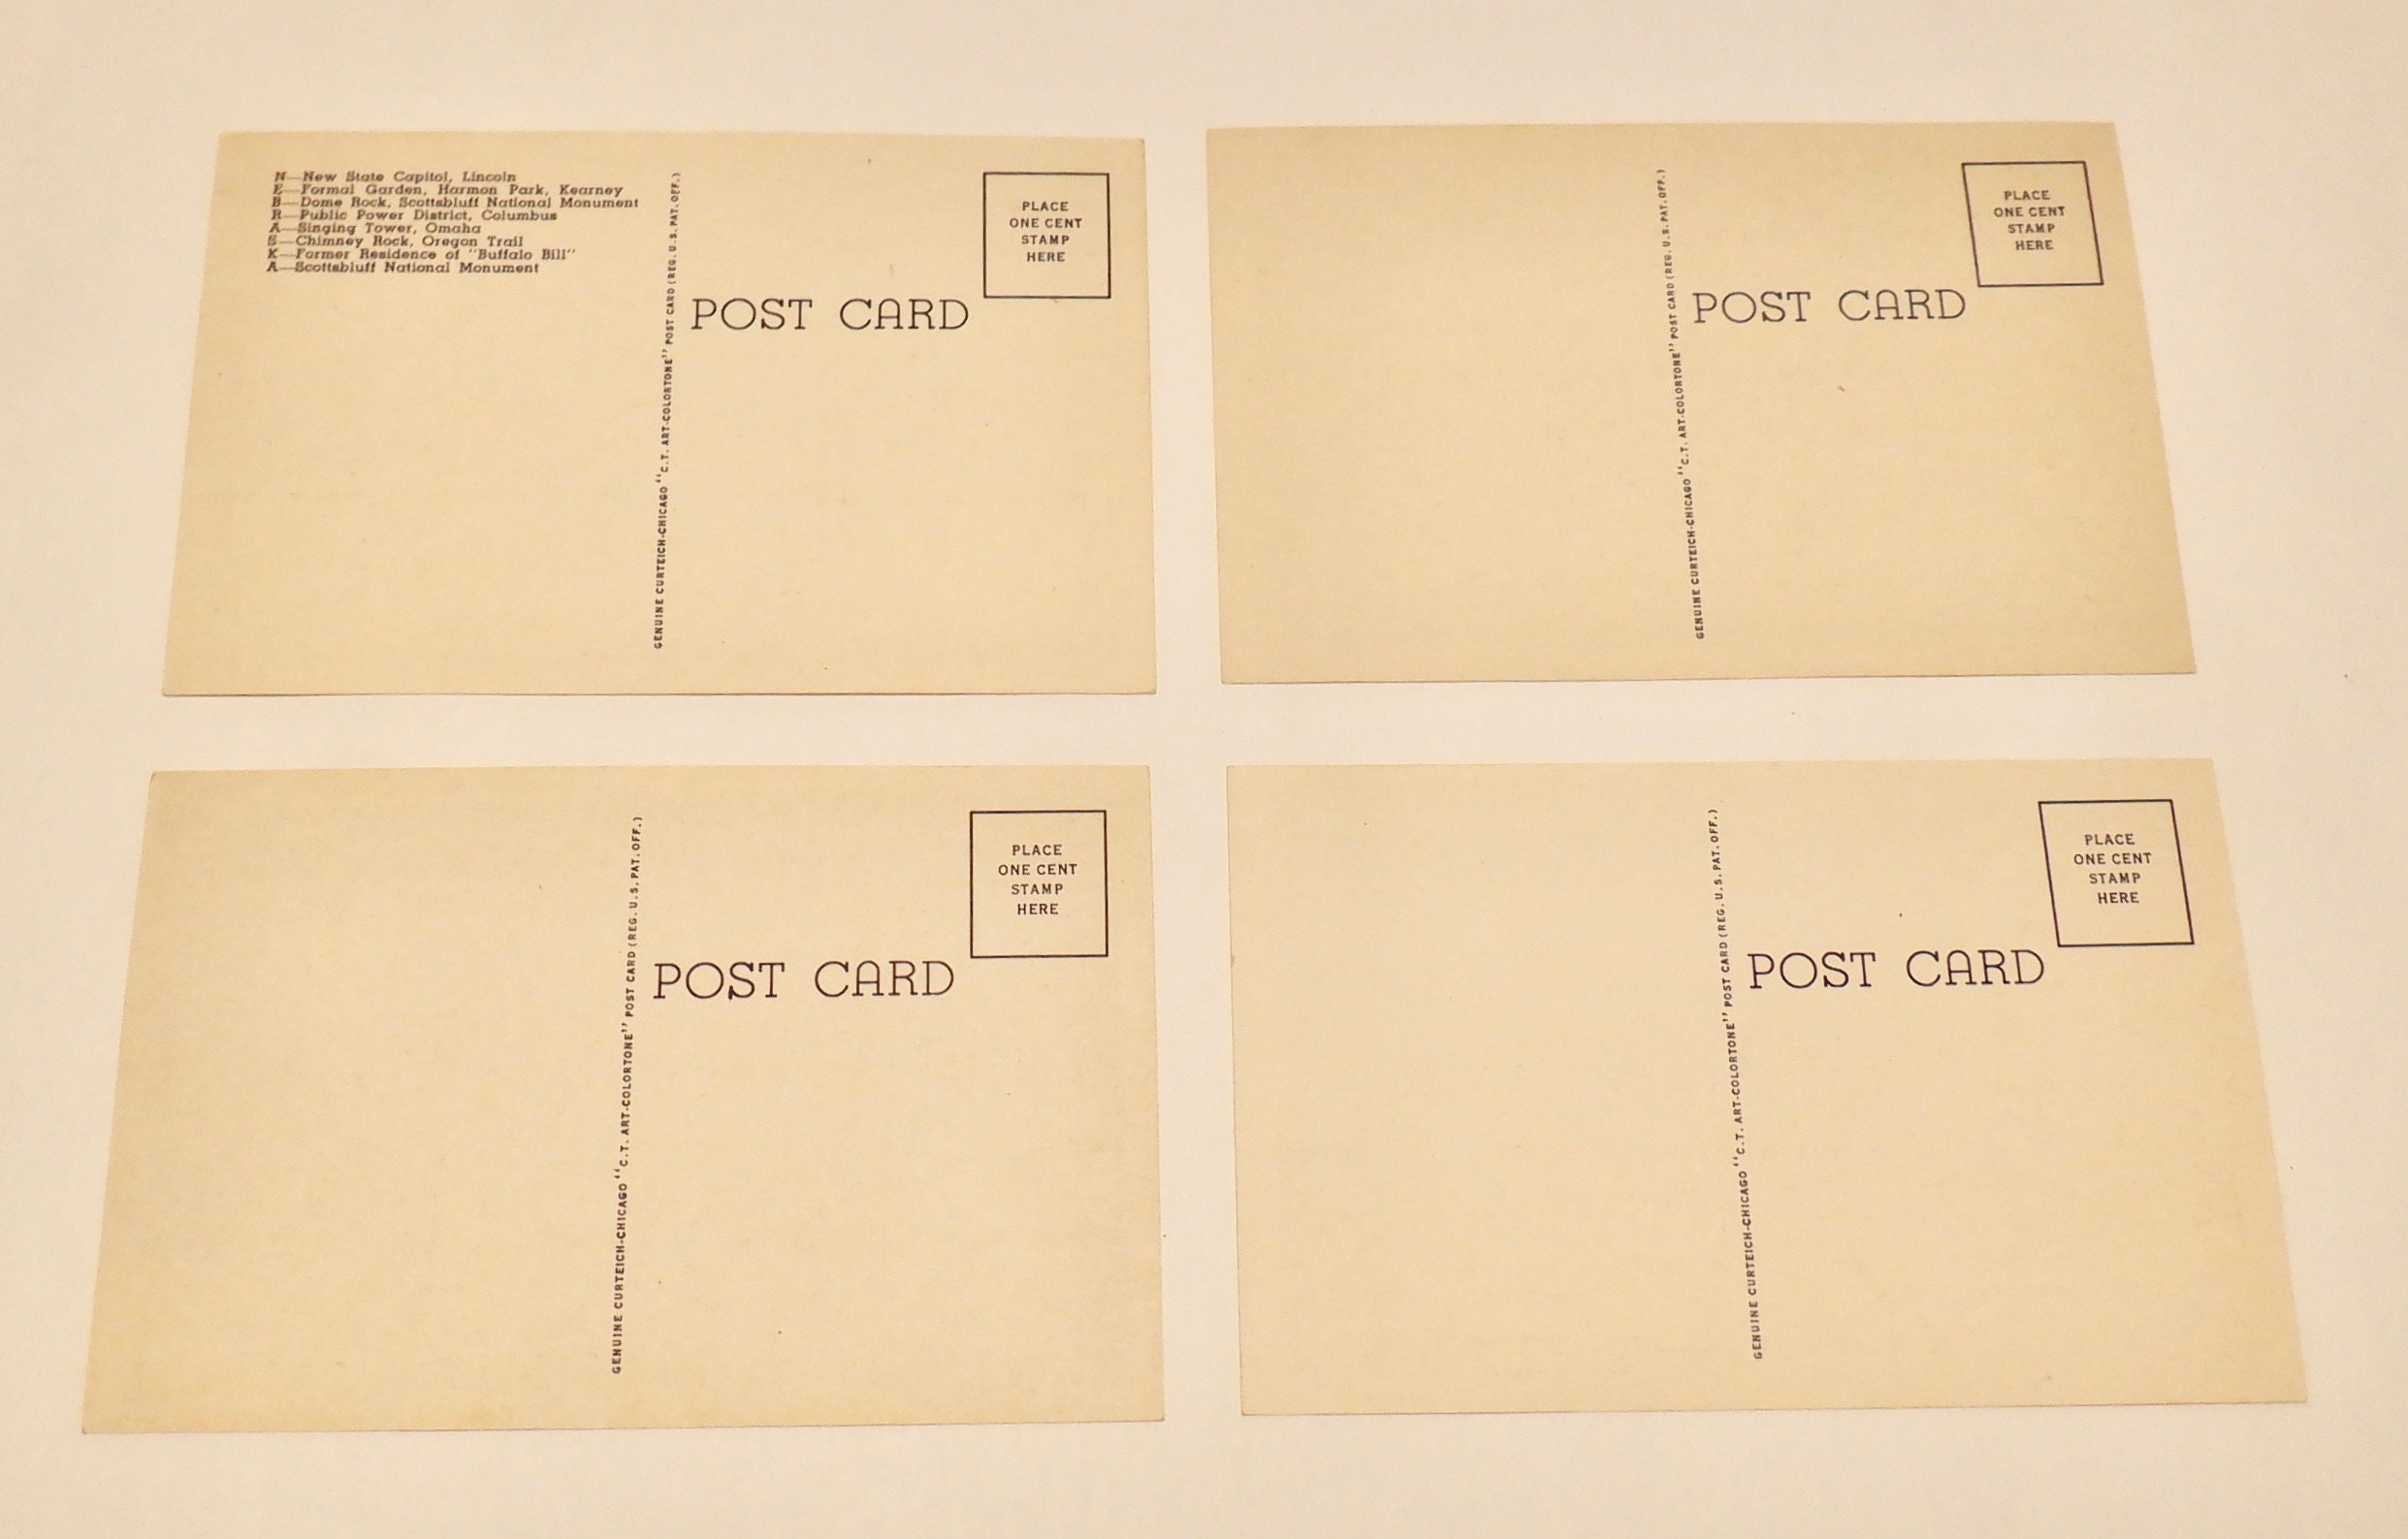 N—New State Capitol, Lincoln
E—Formal Garden, Harmon Park, Kearney
B—Dome Rock, Scottsbluff National Monument
R—Public Power District, Columbus
A—Singing Tower, Omaha
S—Chimney Rock, Oregon Trail
K—Former Residence of "Buffalo Bill"
A—Scottsbluff National Monument
GENUINE CURTEICH-CHICAGO "C.T. ART-COLORTONE" POST CARD (REG. U.S. PAT. OFF.)
POST CARD
PLACE
ONE CENT
STAMP
HERE
GENUINE CURTEICH-CHICAGO "C.T. ART-COLORTONE" POST CARD (REG. U.S. PAT. OFF.)
POST CARD
PLACE
ONE CENT
STAMP
HERE
GENUINE CURTEICH-CHICAGO "C.T. ART-COLORTONE" POST CARD (REG. U.S. PAT. OFF.)
POST CARD
PLACE
ONE CENT
STAMP
HERE
GENUINE CURTEICH-CHICAGO "C.T. ART-COLORTONE" POST CARD (REG. U.S. PAT. OFF.)
POST CARD
PLACE
ONE CENT
STAMP
HERE